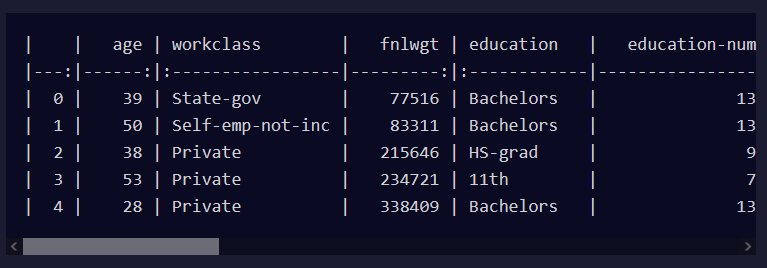 |    |   age | workclass        |   fnlwgt | education   |   education-num
|---:|------:|:-----------------|---------:|:------------|----------------
|  0 |    39 | State-gov        |    77516 | Bachelors   |              13
|  1 |    50 | Self-emp-not-inc |    83311 | Bachelors   |              13
|  2 |    38 | Private          |   215646 | HS-grad     |               9
|  3 |    53 | Private          |   234721 | 11th        |               7
|  4 |    28 | Private          |   338409 | Bachelors   |              13